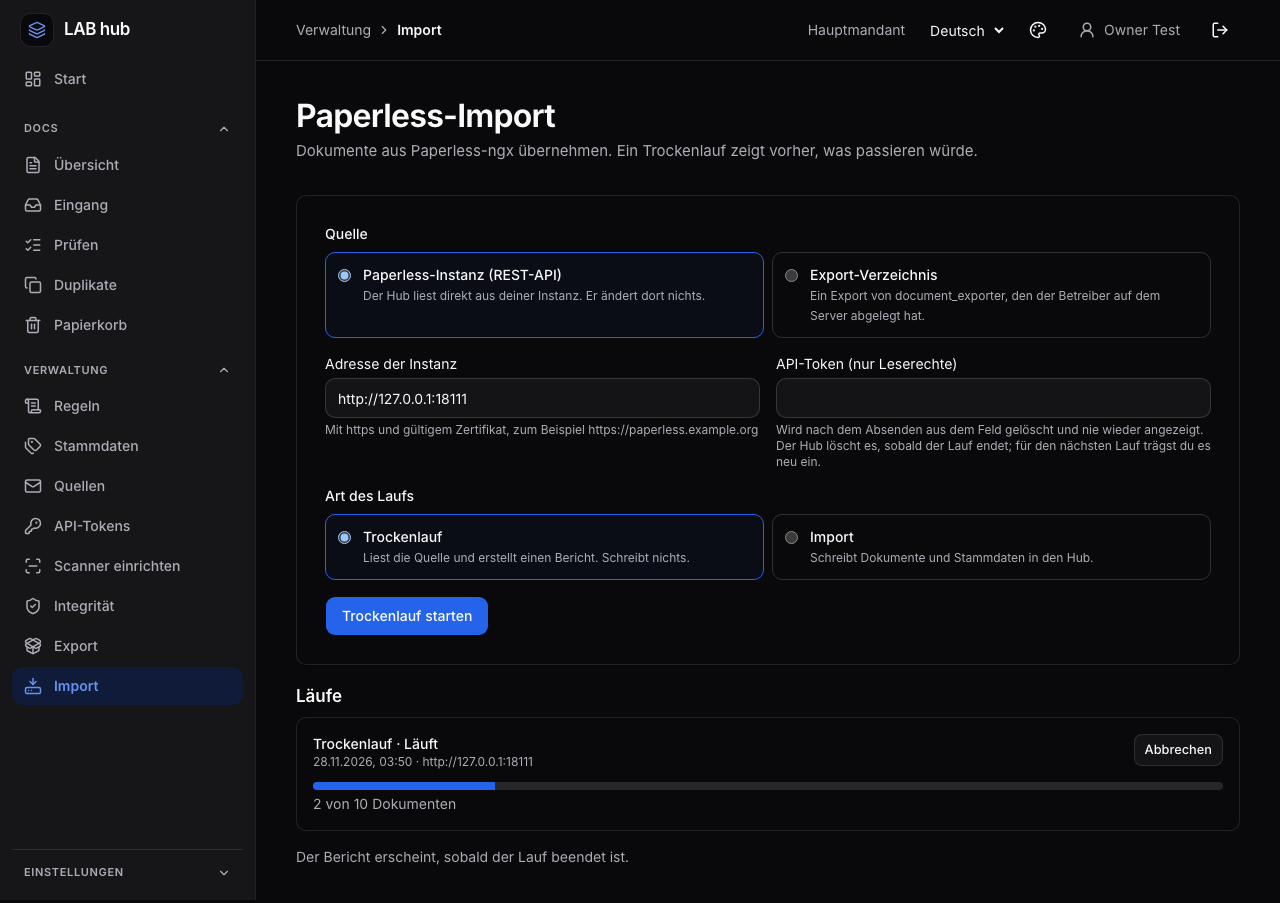 LAB hub
Verwaltung > Import
Hauptmandant
Deutsch
Owner Test
Start
DOCS
Übersicht
Eingang
Prüfen
Duplikate
Papierkorb
VERWALTUNG
Regeln
Stammdaten
Quellen
API-Tokens
Scanner einrichten
Integrität
Export
Import
EINSTELLUNGEN
Paperless-Import
Dokumente aus Paperless-ngx übernehmen. Ein Trockenlauf zeigt vorher, was passieren würde.
Quelle
Paperless-Instanz (REST-API)
Der Hub liest direkt aus deiner Instanz. Er ändert dort nichts.
Export-Verzeichnis
Ein Export von document_exporter, den der Betreiber auf dem
Server abgelegt hat.
Adresse der Instanz
http://127.0.0.1:18111
Mit https und gültigem Zertifikat, zum Beispiel https://paperless.example.org
API-Token (nur Leserechte)
Wird nach dem Absenden aus dem Feld gelöscht und nie wieder angezeigt.
Der Hub löscht es, sobald der Lauf endet; für den nächsten Lauf trägst du es
neu ein.
Art des Laufs
Trockenlauf
Liest die Quelle und erstellt einen Bericht. Schreibt nichts.
Import
Schreibt Dokumente und Stammdaten in den Hub.
Trockenlauf starten
Läufe
Trockenlauf · Läuft
28.11.2026, 03:50 · http://127.0.0.1:18111
Abbrechen
2 von 10 Dokumenten
Der Bericht erscheint, sobald der Lauf beendet ist.